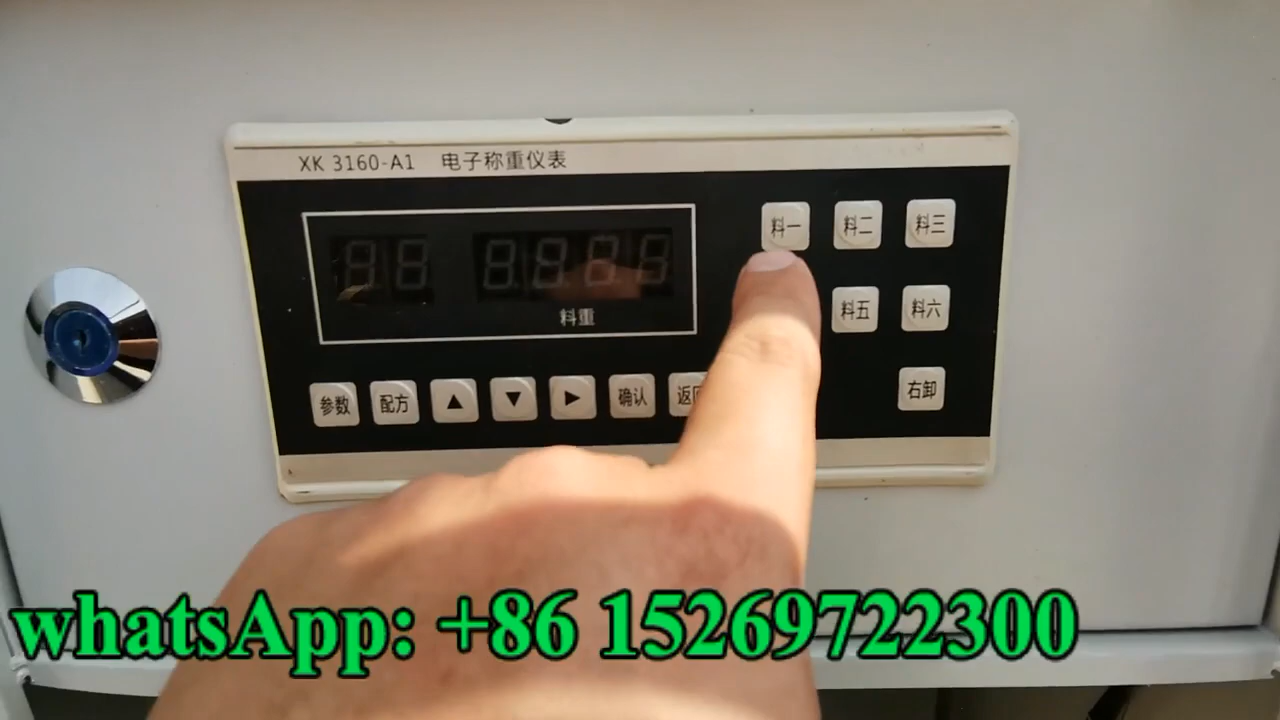 XK 3160-A1 电子称重仪表
料一 料二 料三
料重
料五 料六
参数 配方 ▲ ▼ ▶ 确认 右卸
whatsApp: +86 15269722300